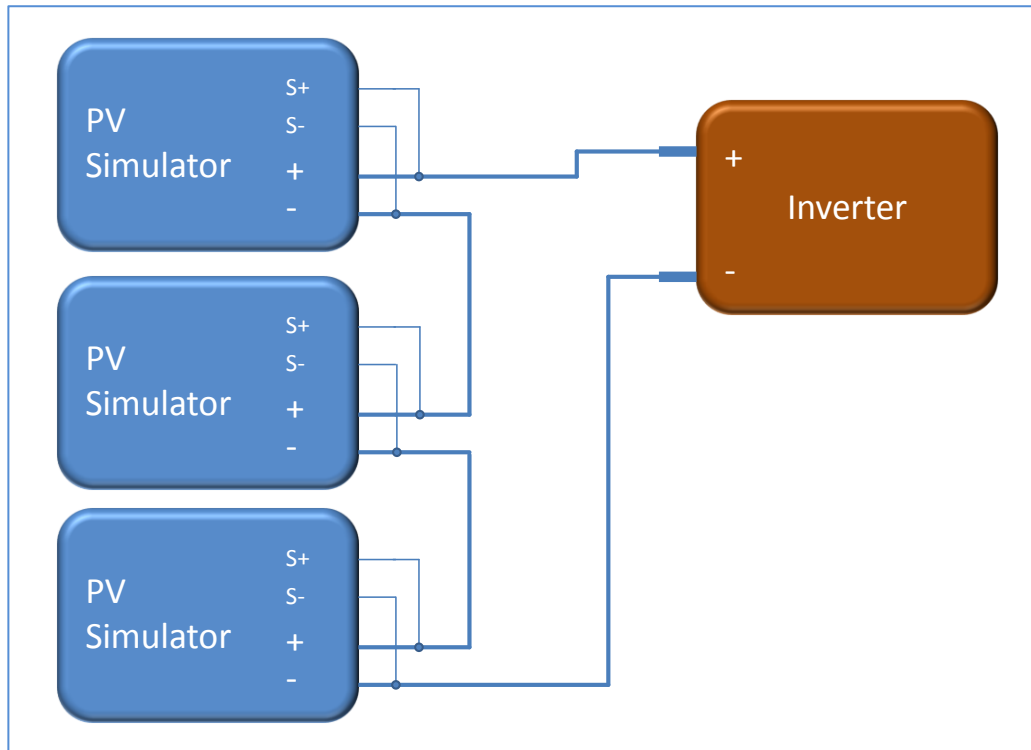 PV
Simulator
S+
S-
+
-
PV
Simulator
S+
S-
+
-
PV
Simulator
S+
S-
+
-
+
Inverter
-